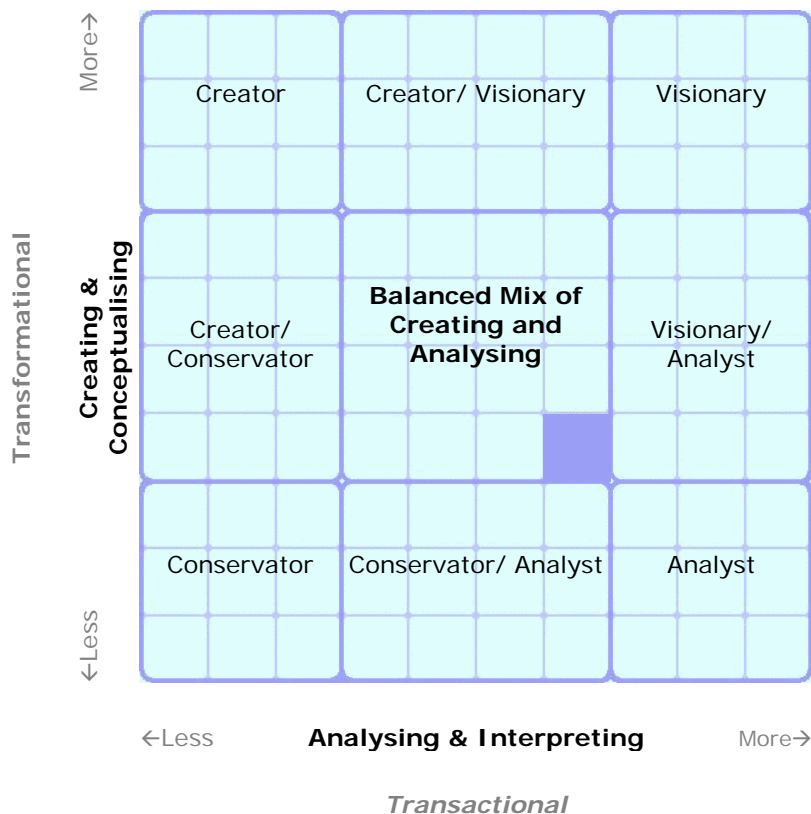 More→
Creator
Creator/ Visionary
Visionary
Transformational
Creating &
Conceptualising
Creator/
Conservator
Balanced Mix of
Creating and
Analysing
Visionary/
Analyst
Conservator
Conservator/ Analyst
Analyst
←Less
←Less
Analysing & Interpreting
More→
Transactional